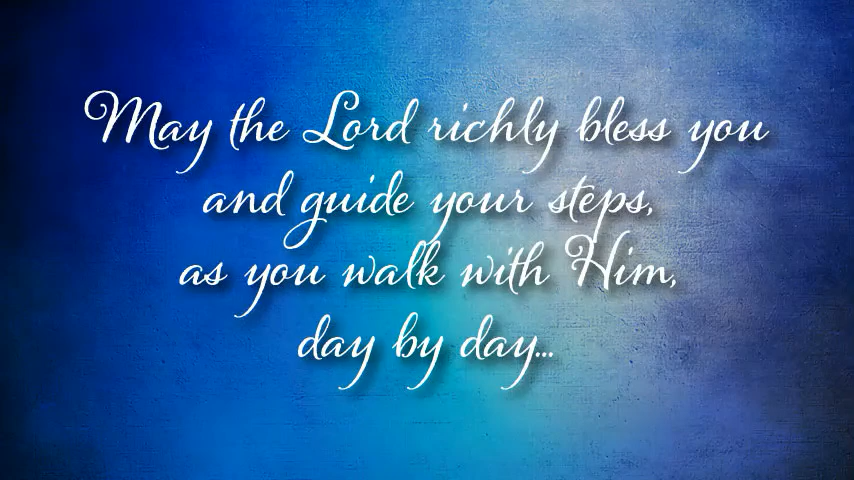 May the Lord richly bless you
and guide your steps,
as you walk with Him,
day by day...